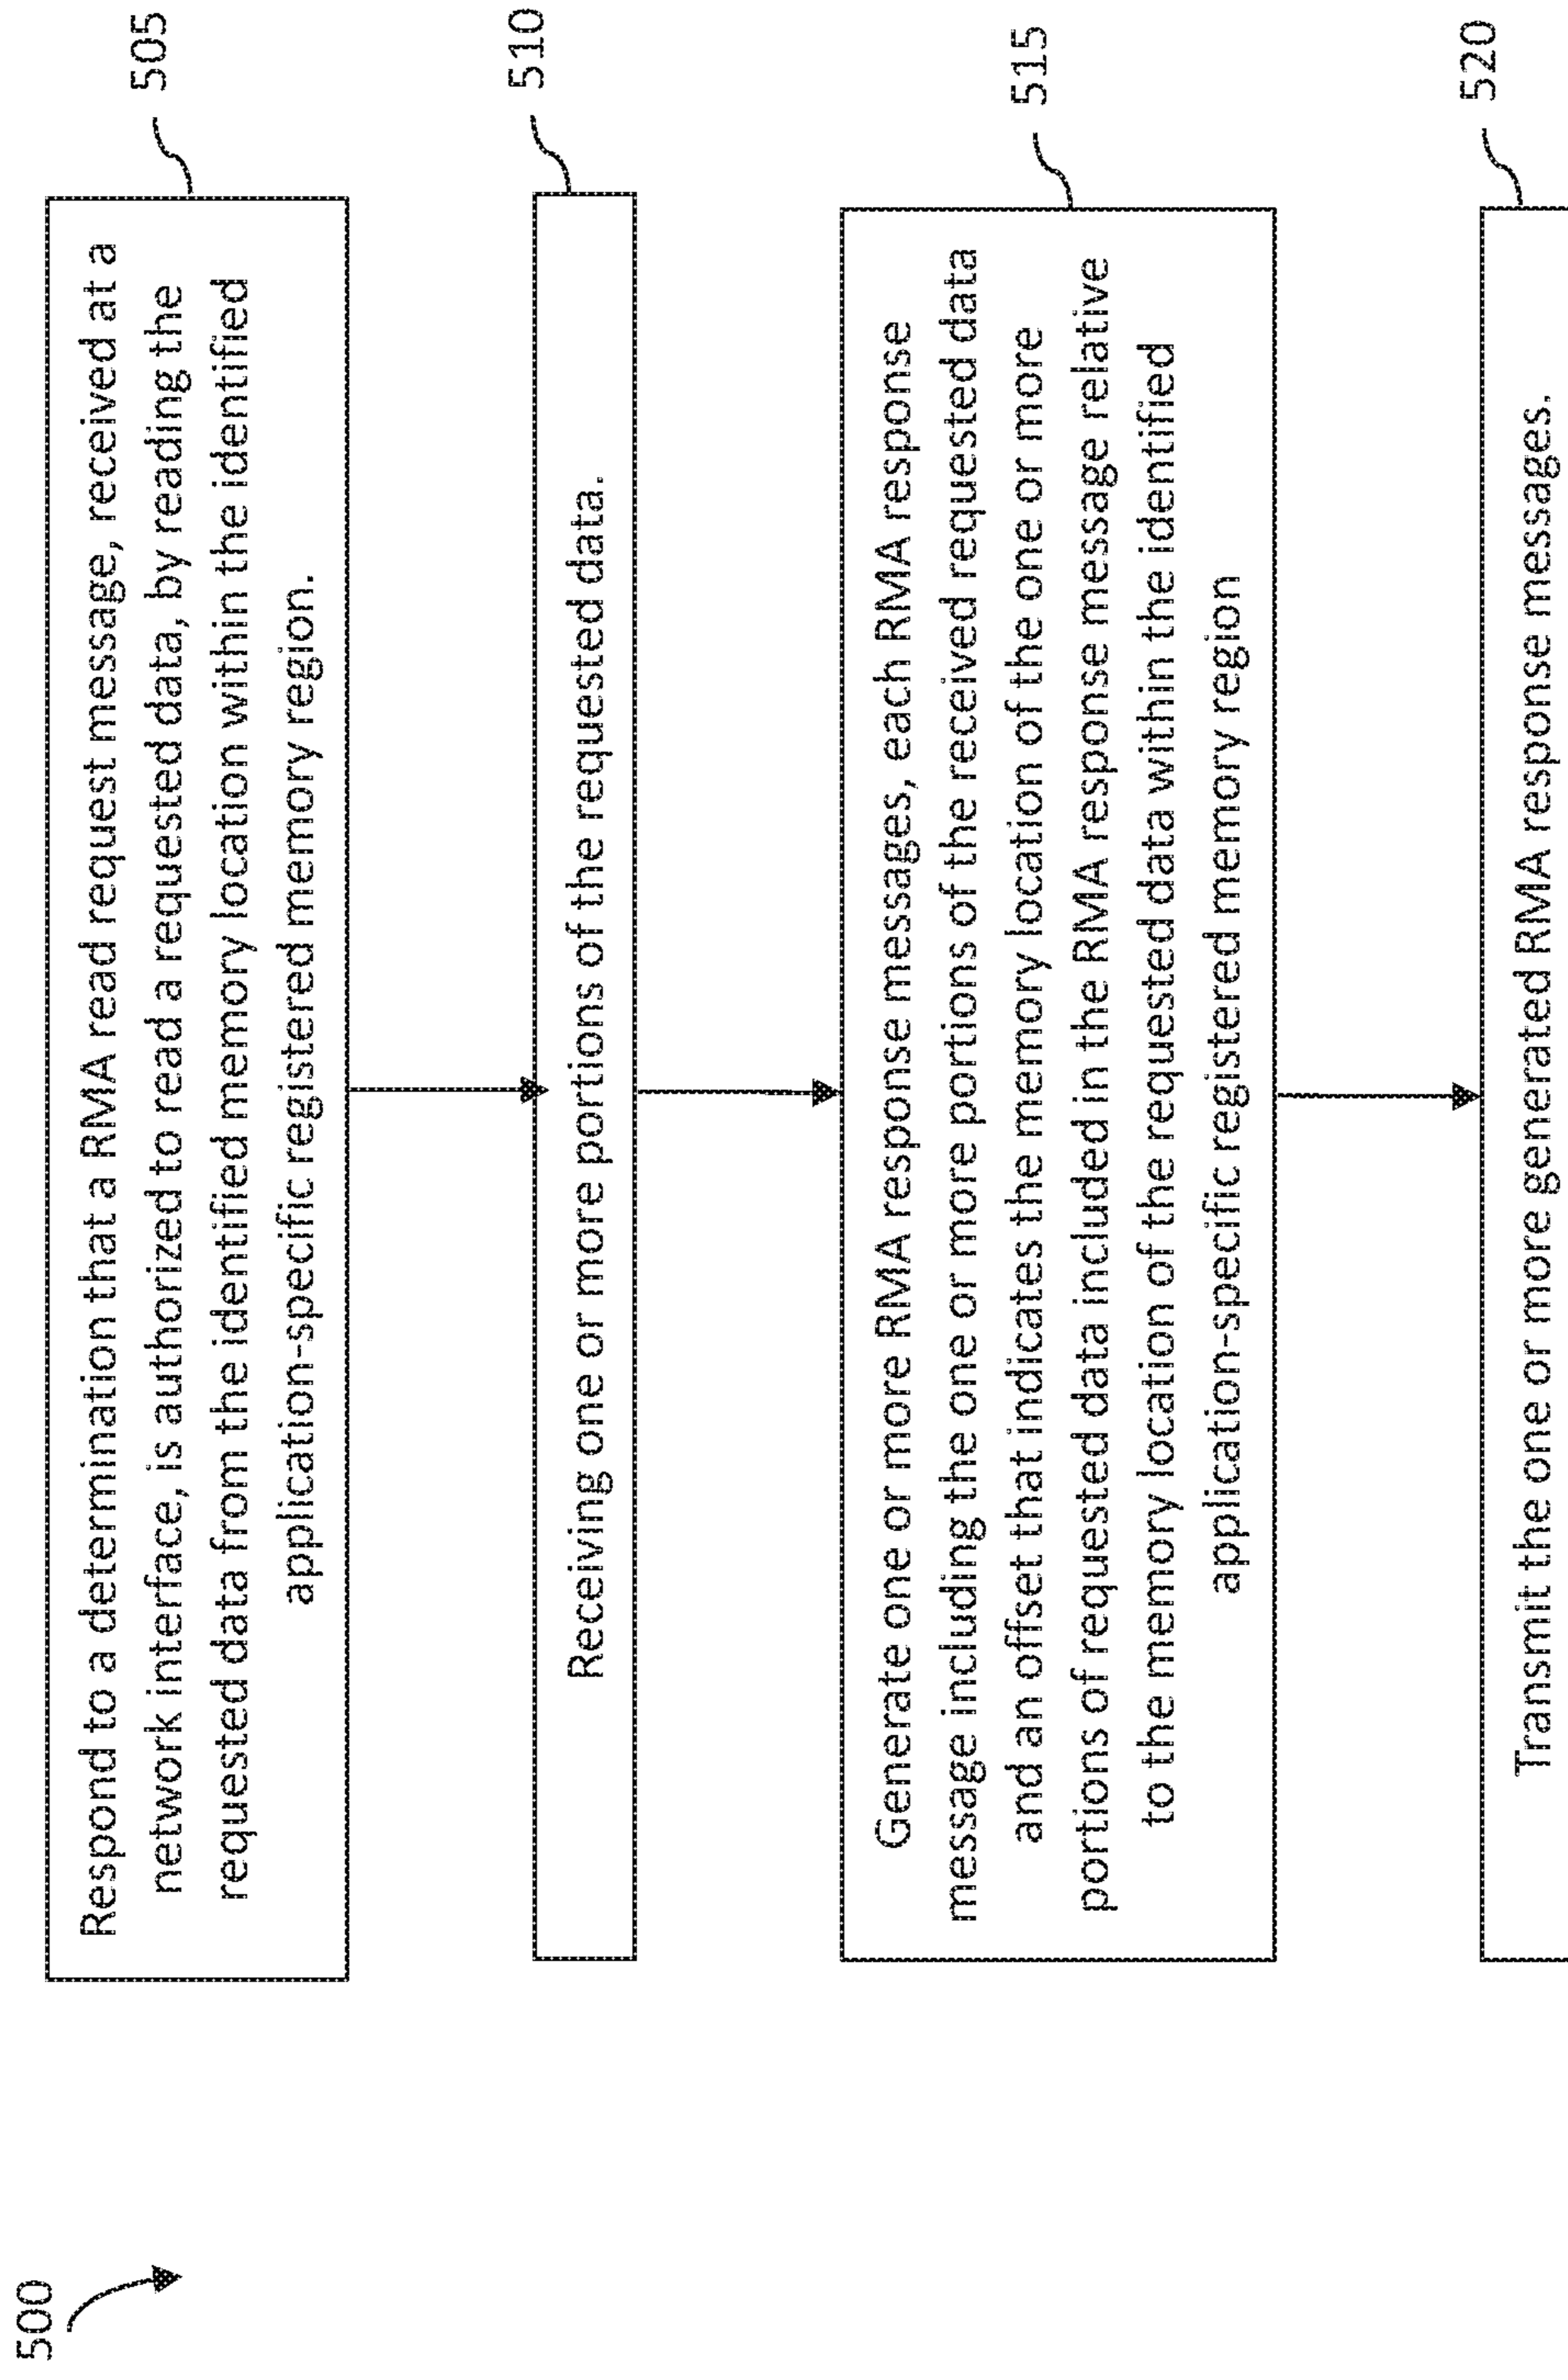 500
Respond to a determination that a RMA read request message, received at a
network interface, is authorized to read a requested data, by reading the
requested data from the identified memory location within the identified
application-specific registered memory region.
505
Receiving one or more portions of the requested data.
510
Generate one or more RMA response messages, each RMA response
message including the one or more portions of the received requested data
and an offset that indicates the memory location of the one or more
portions of requested data included in the RMA response message relative
to the memory location of the requested data within the identified
application-specific registered memory region
515
Transmit the one or more generated RMA response messages.
520